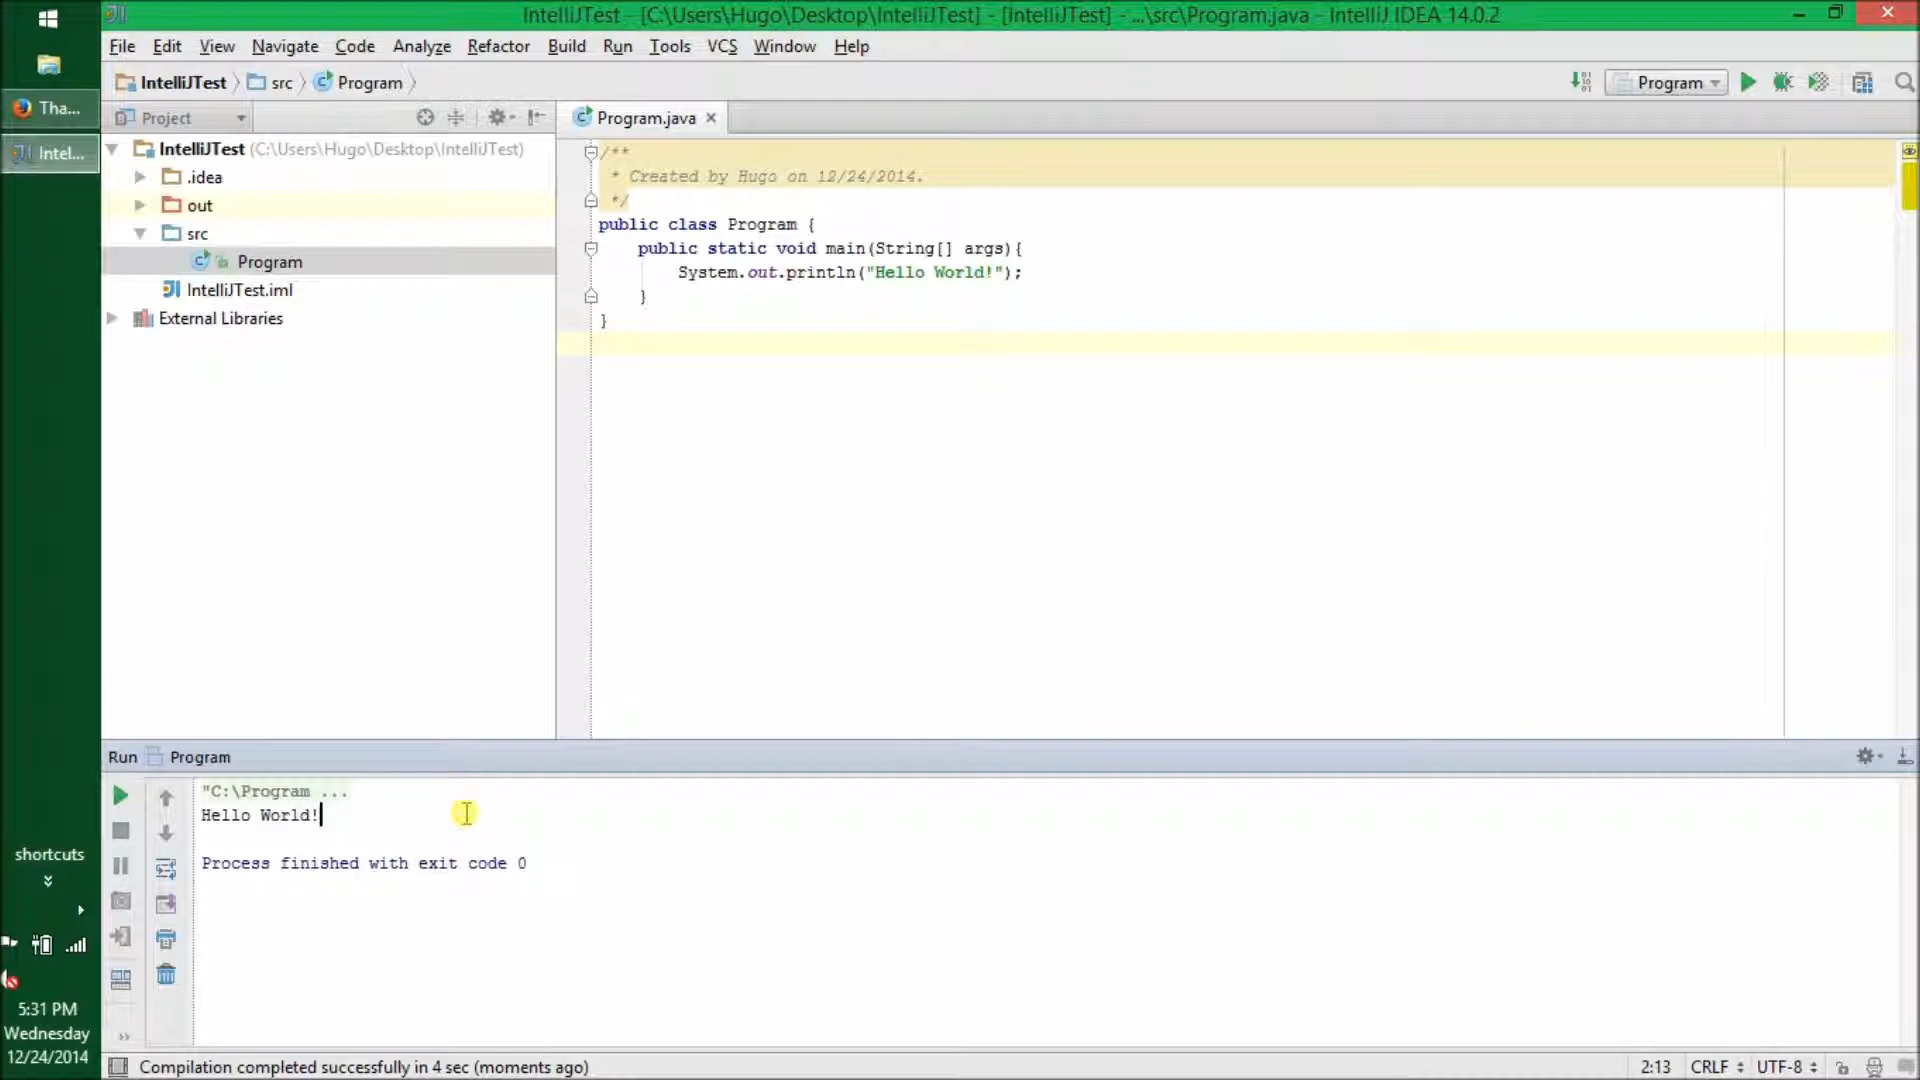 IntelliJTest - [C:\Users\Hugo\Desktop\IntelliJTest] - [IntelliJTest] - ...\src\Program.java - IntelliJ IDEA 14.0.2
File Edit View Navigate Code Analyze Refactor Build Run Tools VCS Window Help
IntelliJTest src Program
Program
Tha...
Intel...
Project
IntelliJTest (C:\Users\Hugo\Desktop\IntelliJTest)
.idea
out
src
Program
IntelliJTest.iml
External Libraries
Program.java
/**
* Created by Hugo on 12/24/2014.
*/
public class Program {
public static void main(String[] args){
System.out.println("Hello World!");
}
}
Run Program
"C:\Program ...
Hello World!
Process finished with exit code 0
shortcuts
5:31 PM
Wednesday
12/24/2014
Compilation completed successfully in 4 sec (moments ago)
2:13 CRLF UTF-8